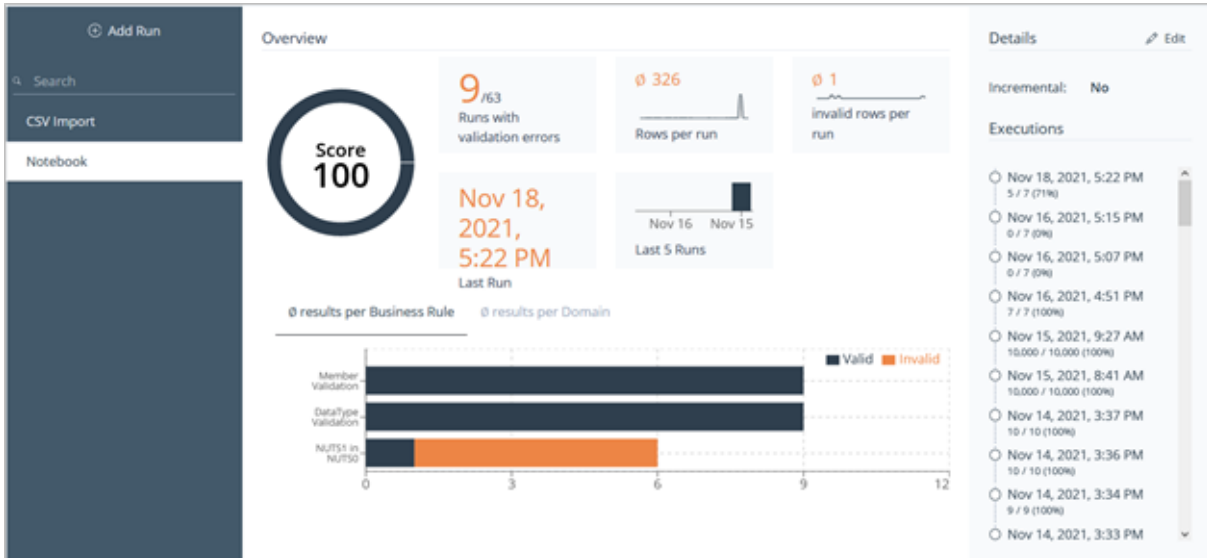 Add Run
Search
CSV Import
Notebook
Overview
Score
100
9/63
Runs with
validation errors
Ø 326
Rows per run
Ø 1
invalid rows per
run
Nov 18,
2021,
5:22 PM
Last Run
Nov 16 Nov 15
Last 5 Runs
Ø results per Business Rule Ø results per Domain
Valid Invalid
Member
Validation
DataType
Validation
NUTS1 in
NUTS0
0 3 6 9 12
Details Edit
Incremental: No
Executions
Nov 18, 2021, 5:22 PM
5 / 7 (71%)
Nov 16, 2021, 5:15 PM
0 / 7 (0%)
Nov 16, 2021, 5:07 PM
0 / 7 (0%)
Nov 16, 2021, 4:51 PM
7 / 7 (100%)
Nov 15, 2021, 9:27 AM
10,000 / 10,000 (100%)
Nov 15, 2021, 8:41 AM
10,000 / 10,000 (100%)
Nov 14, 2021, 3:37 PM
10 / 10 (100%)
Nov 14, 2021, 3:36 PM
10 / 10 (100%)
Nov 14, 2021, 3:34 PM
9 / 9 (100%)
Nov 14, 2021, 3:33 PM